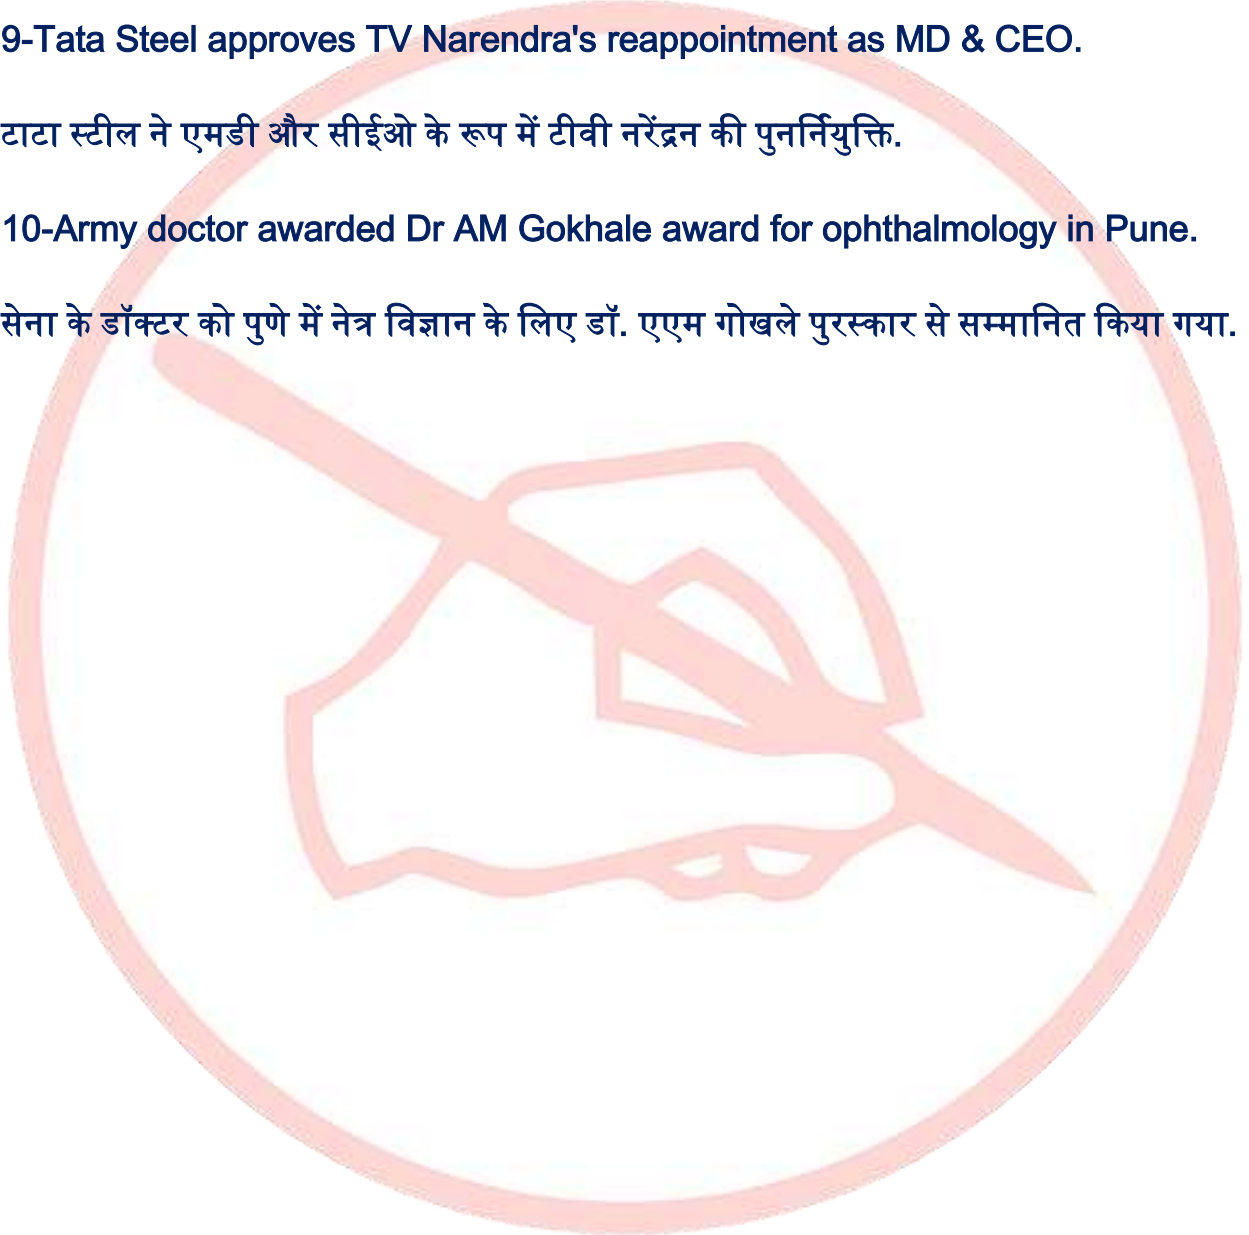 9-Tata Steel approves TV Narendra's reappointment as MD & CEO.
टाटा स्टील ने एमडी और सीईओ के रूप में टीवी नरेंद्रन की पुनर्निर्युक्ति.
10-Army doctor awarded Dr AM Gokhale award for ophthalmology in Pune.
सेना के डॉक्टर को पुणे में नेत्र विज्ञान के लिए डॉ. एएम गोखले पुरस्कार से सम्मानित किया गया.